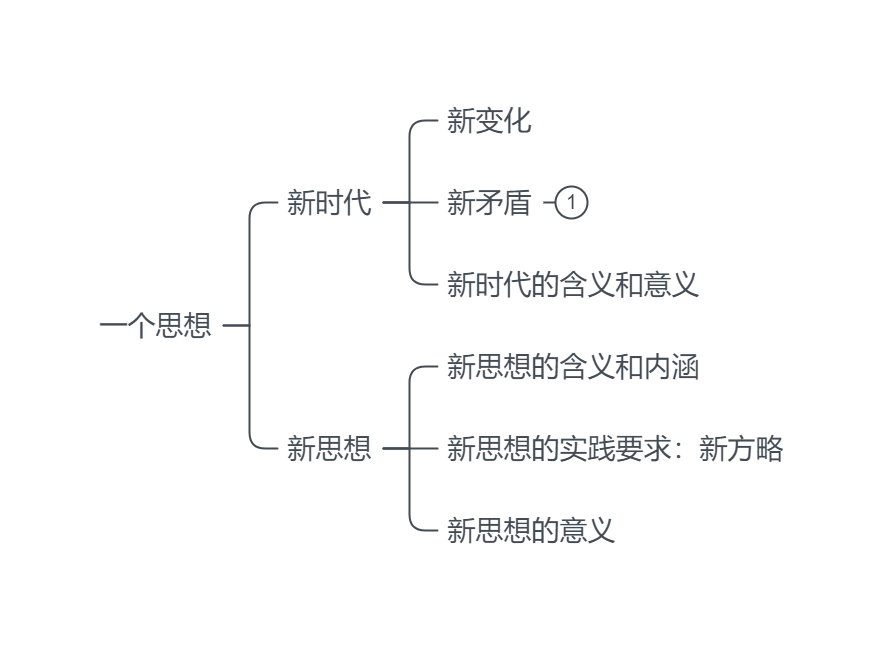 新变化
新时代
新矛盾
1
新时代的含义和意义
一个思想
新思想的含义和内涵
新思想
新思想的实践要求：新方略
新思想的意义